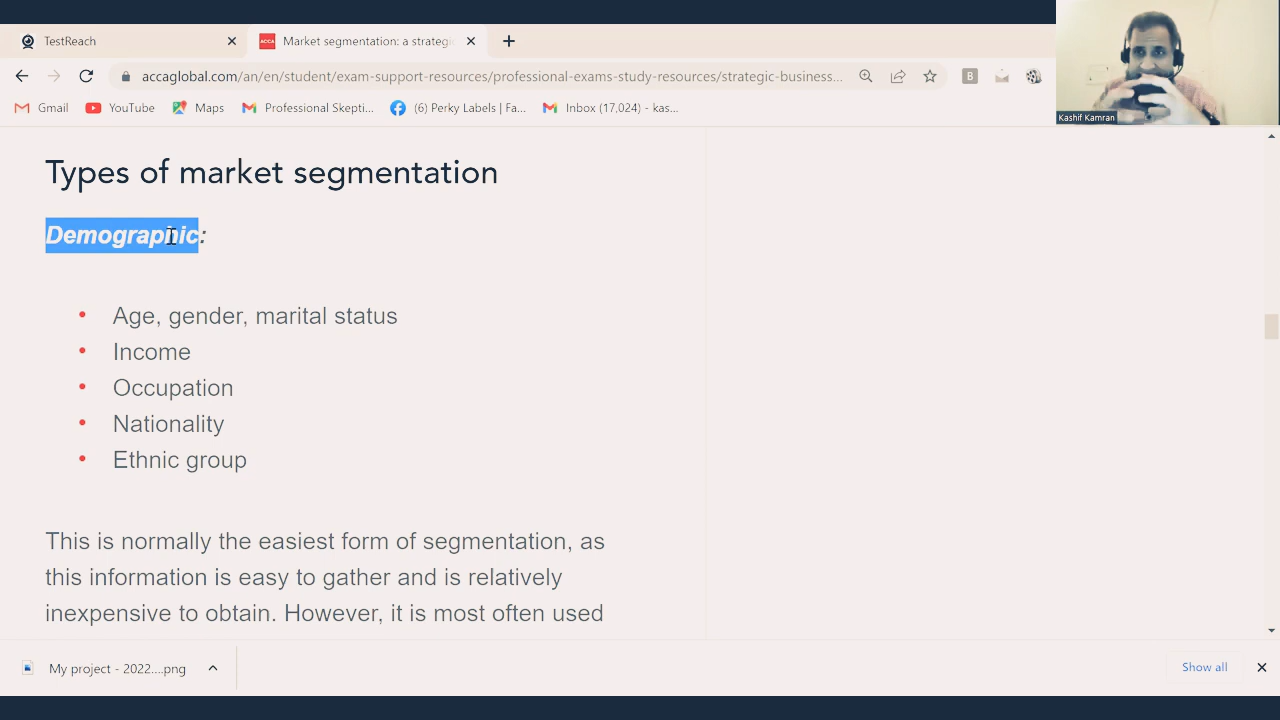 TestReach
Market segmentation: a strategi
accaglobal.com/an/en/student/exam-support-resources/professional-exams-study-resources/strategic-business...
B
Gmail
YouTube
Maps
Professional Skepti...
(6) Perky Labels | Fa...
Inbox (17,024) - kas...
Kashif Kamran
Types of market segmentation
Demographic:
• Age, gender, marital status
• Income
• Occupation
• Nationality
• Ethnic group
This is normally the easiest form of segmentation, as
this information is easy to gather and is relatively
inexpensive to obtain. However, it is most often used
My project - 2022....png
Show all